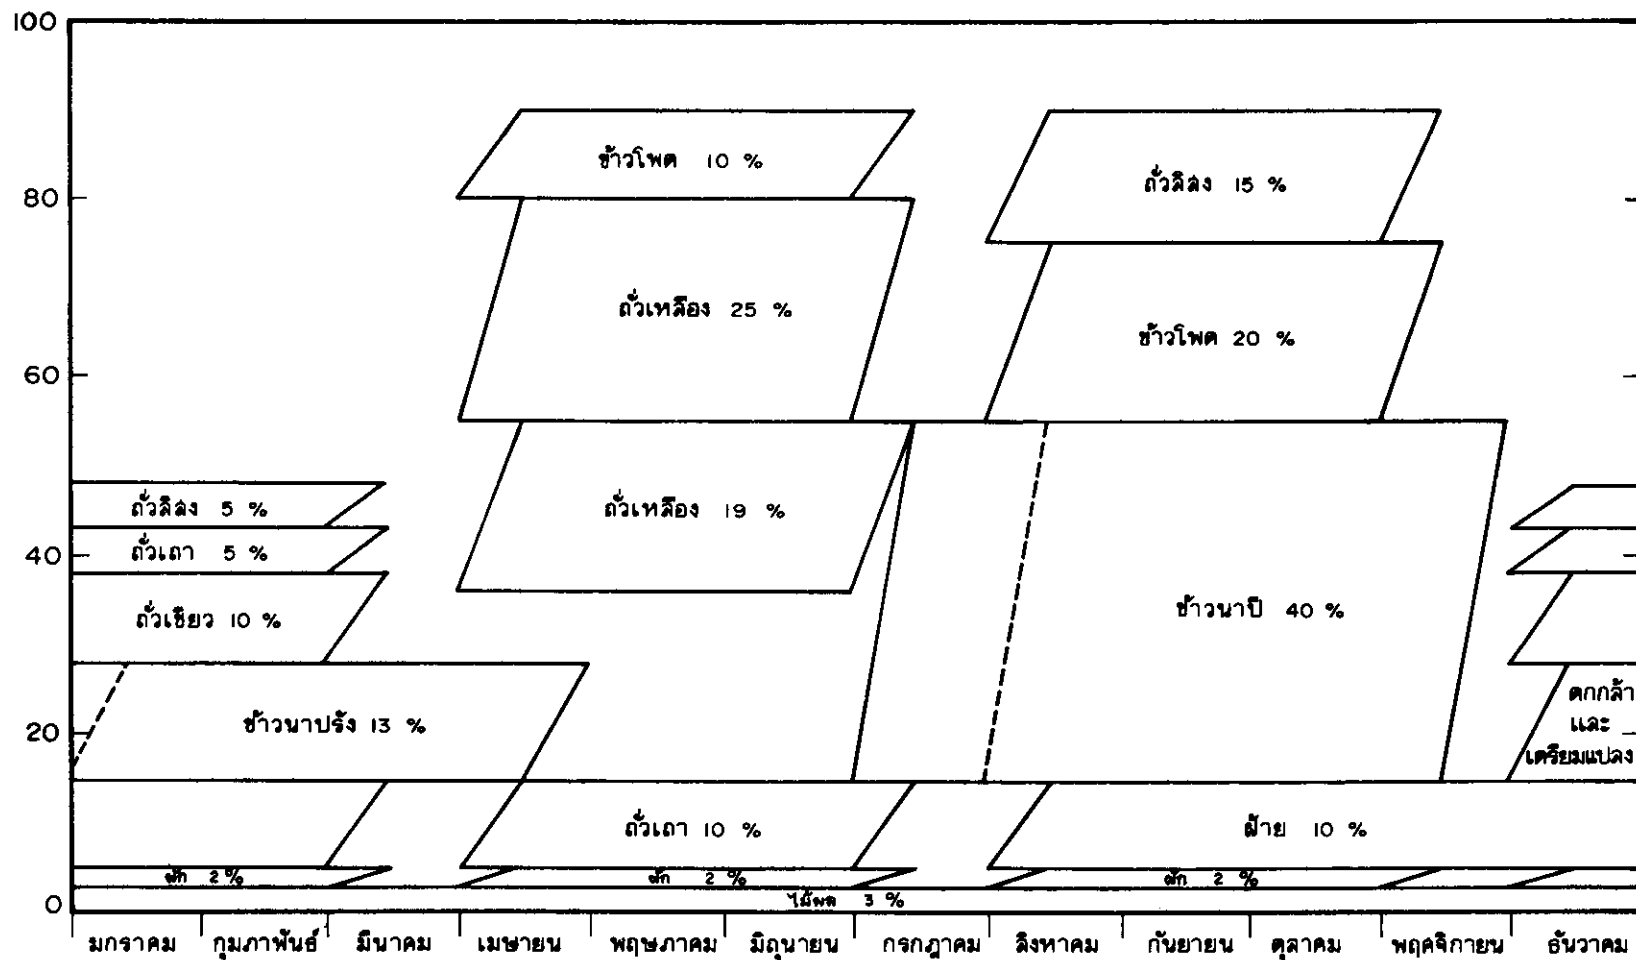 100
ข้าวโพด 10 %
ถั่วลิสง 15 %
80
ถั่วเหลือง 25 %
ข้าวโพด 20 %
60
ถั่วลิสง 5 %
ถั่วเหลือง 19 %
40
ถั่วเถา 5 %
ถั่วเขียว 10 %
ข้าวนาปี 40 %
ข้าวนาปรัง 13 %
ตกกล้า
และ
เตรียมแปลง
20
ถั่วเถา 10 %
ฝ้าย 10 %
ผัก 2 %
ผัก 2 %
ผัก 2 %
ไม้ผล 3 %
0
มกราคม กุมภาพันธ์ มีนาคม เมษายน พฤษภาคม มิถุนายน กรกฎาคม สิงหาคม กันยายน ตุลาคม พฤศจิกายน ธันวาคม